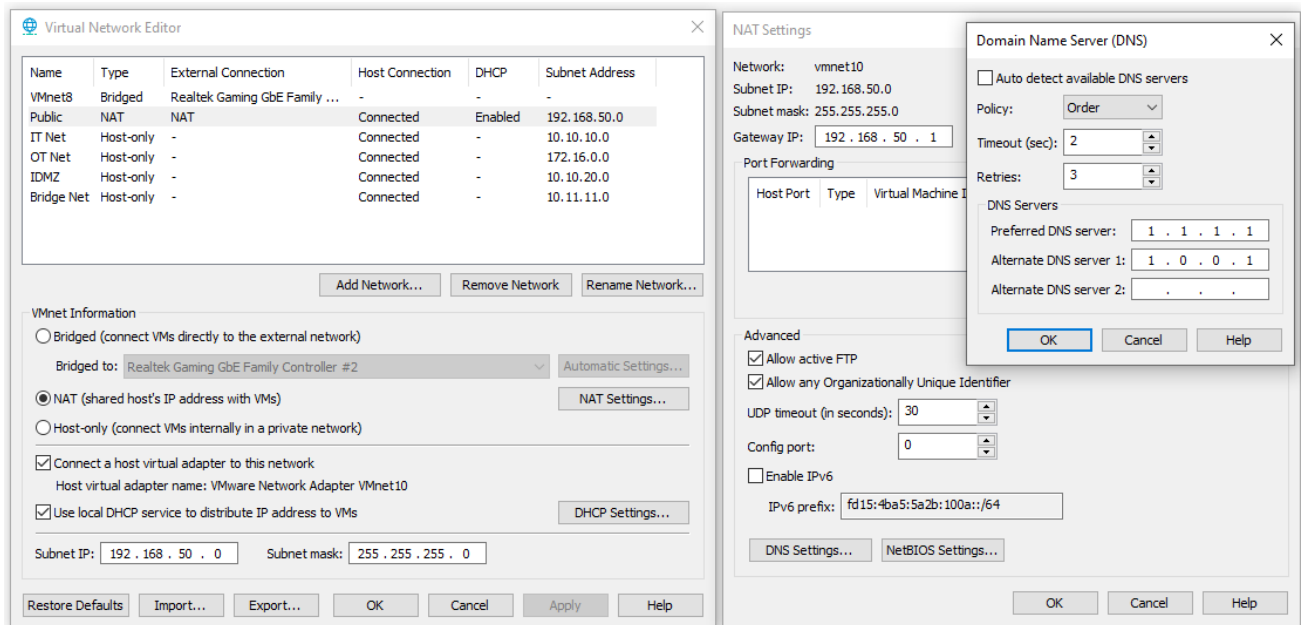 Virtual Network Editor
Name Type External Connection Host Connection DHCP Subnet Address
VMnet8 Bridged Realtek Gaming GbE Family ... - - -
Public NAT NAT Connected Enabled 192.168.50.0
IT Net Host-only - Connected - 10.10.10.0
OT Net Host-only - Connected - 172.16.0.0
IDMZ Host-only - Connected - 10.10.20.0
Bridge Net Host-only - Connected - 10.11.11.0
Add Network... Remove Network Rename Network...
VMnet Information
Bridged (connect VMs directly to the external network)
Bridged to: Realtek Gaming GbE Family Controller #2 Automatic Settings...
NAT (shared host's IP address with VMs) NAT Settings...
Host-only (connect VMs internally in a private network)
Connect a host virtual adapter to this network
Host virtual adapter name: VMware Network Adapter VMnet10
Use local DHCP service to distribute IP address to VMs DHCP Settings...
Subnet IP: 192 . 168 . 50 . 0 Subnet mask: 255 . 255 . 255 . 0
Restore Defaults Import... Export... OK Cancel Apply Help
NAT Settings
Network: vmnet10
Subnet IP: 192.168.50.0
Subnet mask: 255.255.255.0
Gateway IP: 192 . 168 . 50 . 1
Port Forwarding
Host Port Type Virtual Machine I
Advanced
Allow active FTP
Allow any Organizationally Unique Identifier
UDP timeout (in seconds): 30
Config port: 0
Enable IPv6
IPv6 prefix: fd15:4ba5:5a2b:100a::/64
DNS Settings... NetBIOS Settings...
OK Cancel Help
Domain Name Server (DNS)
Auto detect available DNS servers
Policy: Order
Timeout (sec): 2
Retries: 3
DNS Servers
Preferred DNS server: 1 . 1 . 1 . 1
Alternate DNS server 1: 1 . 0 . 0 . 1
Alternate DNS server 2: . . .
OK Cancel Help